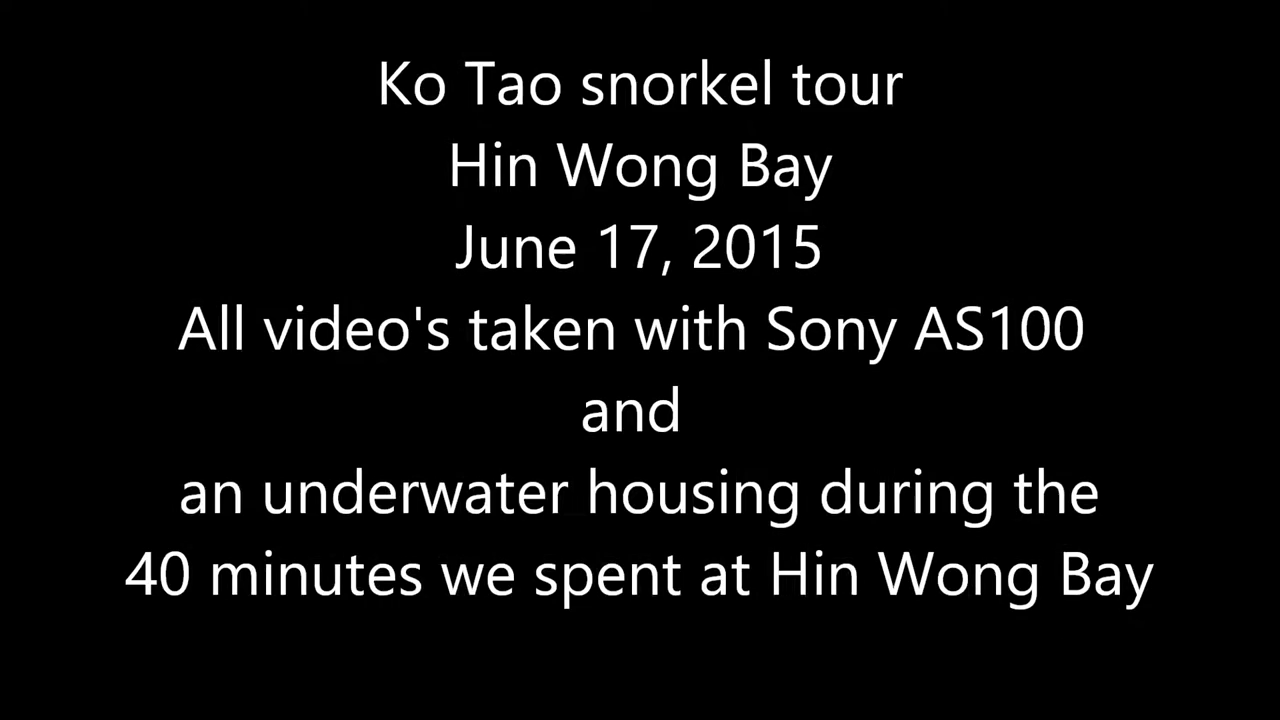 Ko Tao snorkel tour
Hin Wong Bay
June 17, 2015
All video's taken with Sony AS100
and
an underwater housing during the
40 minutes we spent at Hin Wong Bay